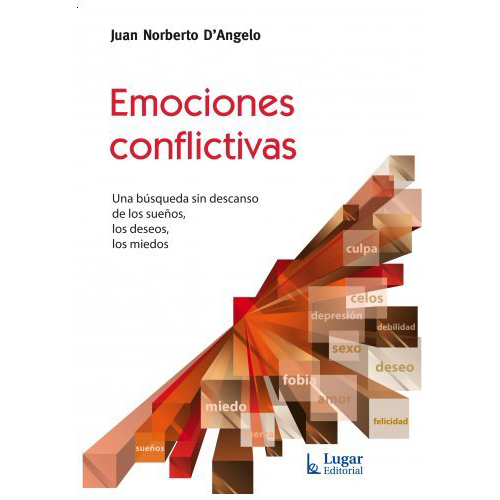 Juan Norberto D'Angelo
Emociones
conflictivas
Una búsqueda sin descanso
de los sueños,
los deseos,
los miedos
culpa
celos
depresión
debilidad
sexo
deseo
fobia
amor
miedo
felicidad
sueños
Lugar
Editorial